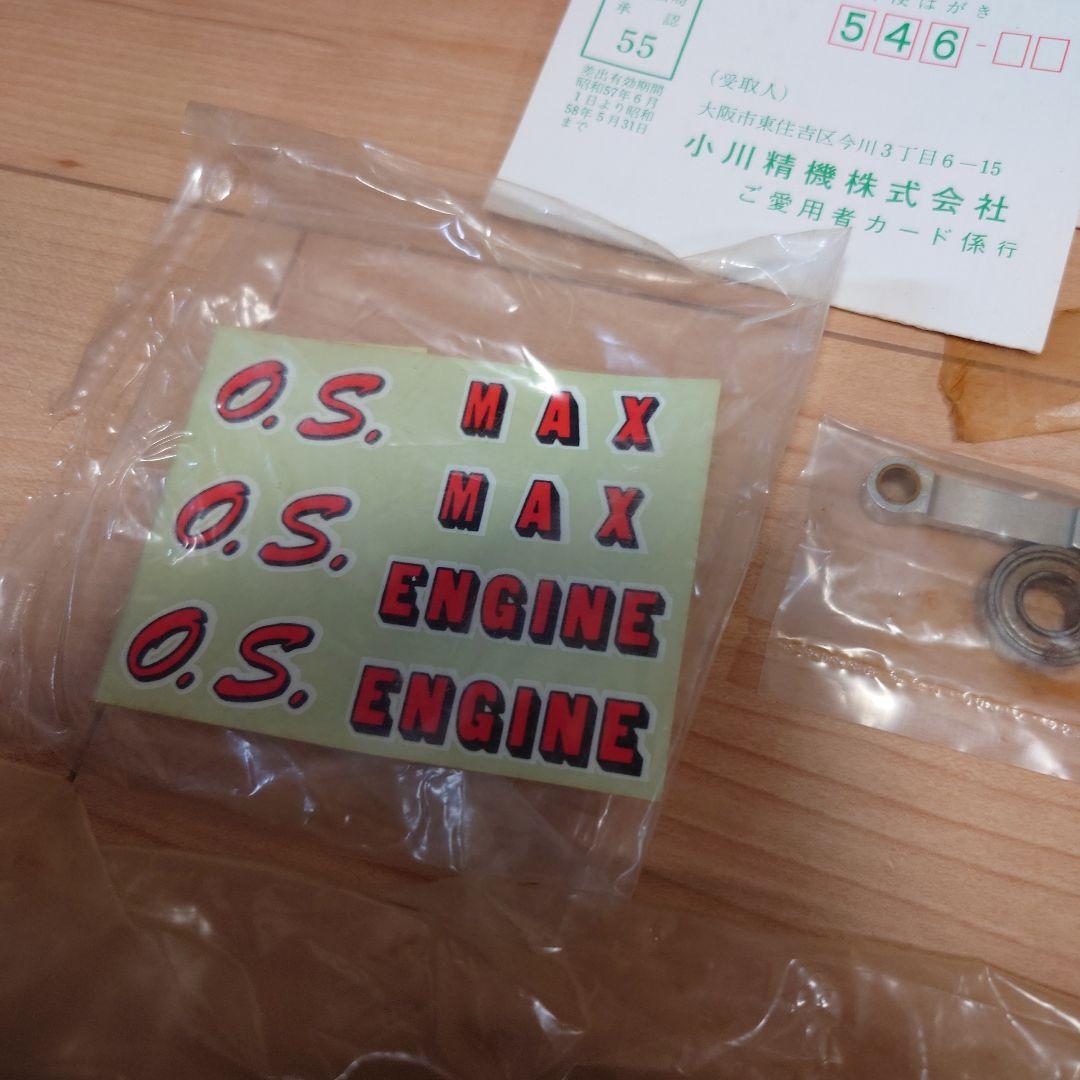 承認
55
差出有効期間
昭和57年6月
1日より昭和
58年5月31日
まで
便はがき
546-
(受取人)
大阪市東住吉区今川3丁目6-15
小川精機株式会社
ご愛用者カード係行
O.S. MAX
O.S. MAX
ENGINE
O.S. ENGINE